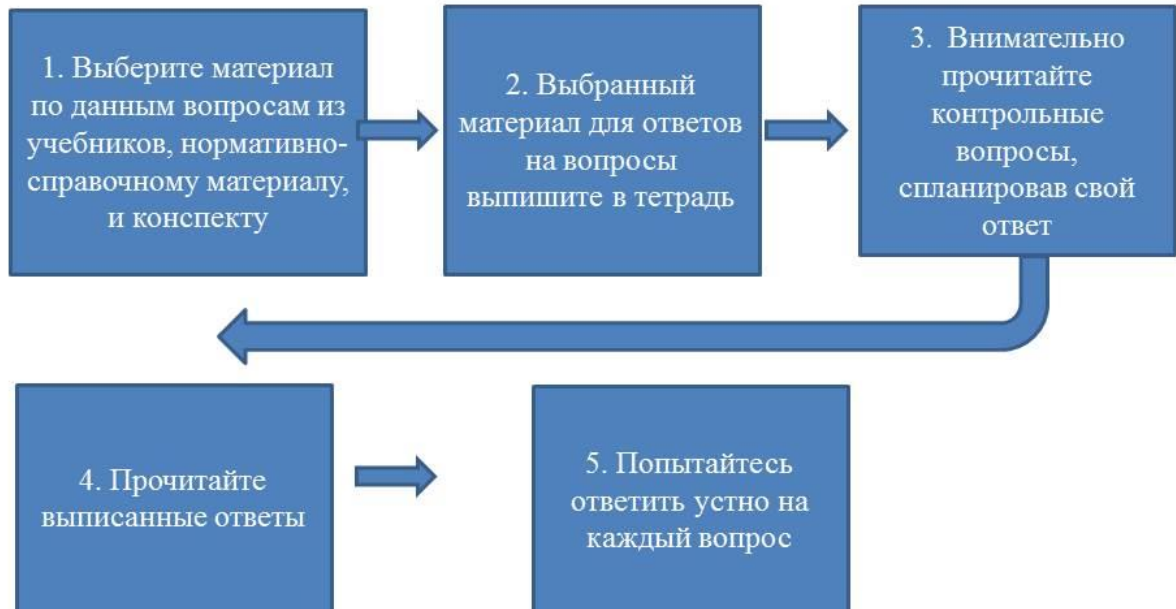 1. Выберите материал
по данным вопросам из
учебников, нормативно-
справочному материалу,
и конспекту
2. Выбранный
материал для ответов
на вопросы
выпишите в тетрадь
3. Внимательно
прочитайте
контрольные
вопросы,
спланировав свой
ответ
4. Прочитайте
выписанные ответы
5. Попытайтесь
ответить устно на
каждый вопрос